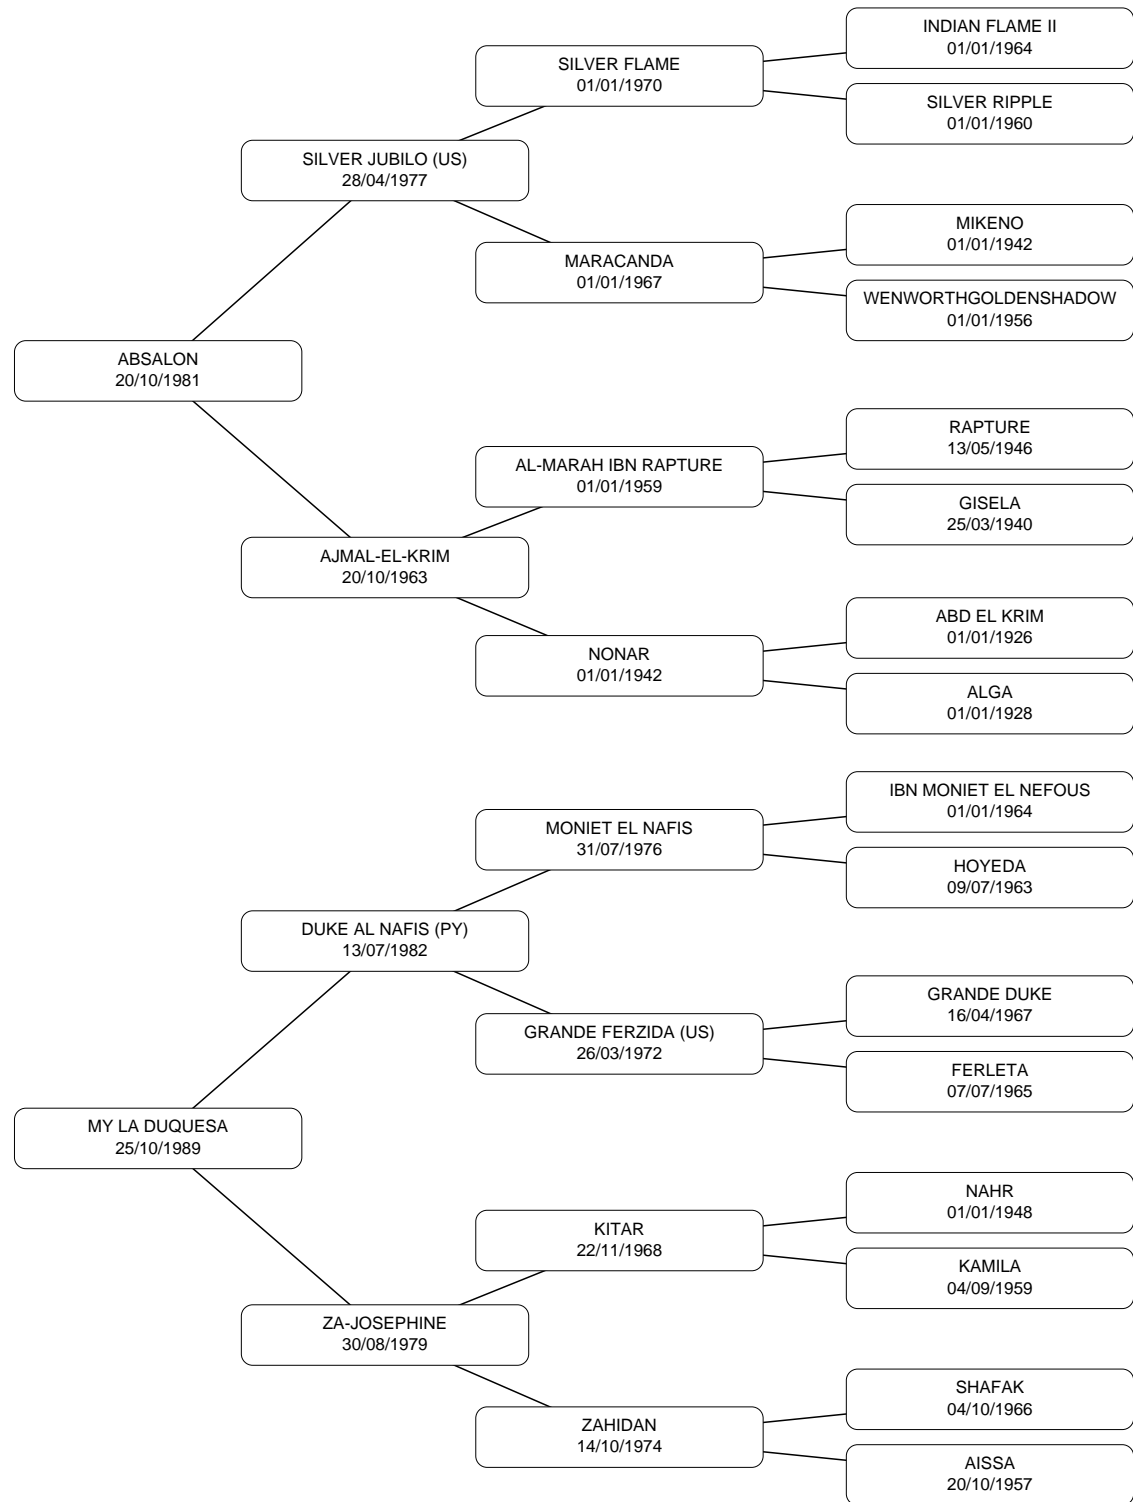 INDIAN FLAME II
01/01/1964
SILVER FLAME
01/01/1970
SILVER RIPPLE
01/01/1960
SILVER JUBILO (US)
28/04/1977
MIKENO
01/01/1942
MARACANDA
01/01/1967
WENWORTHGOLDENSHADOW
01/01/1956
ABSALON
20/10/1981
RAPTURE
13/05/1946
AL-MARAH IBN RAPTURE
01/01/1959
GISELA
25/03/1940
AJMAL-EL-KRIM
20/10/1963
ABD EL KRIM
01/01/1926
NONAR
01/01/1942
ALGA
01/01/1928
IBN MONIET EL NEFOUS
01/01/1964
MONIET EL NAFIS
31/07/1976
HOYEDA
09/07/1963
DUKE AL NAFIS (PY)
13/07/1982
GRANDE DUKE
16/04/1967
GRANDE FERZIDA (US)
26/03/1972
FERLETA
07/07/1965
MY LA DUQUESA
25/10/1989
NAHR
01/01/1948
KITAR
22/11/1968
KAMILA
04/09/1959
ZA-JOSEPHINE
30/08/1979
SHAFAK
04/10/1966
ZAHIDAN
14/10/1974
AISSA
20/10/1957